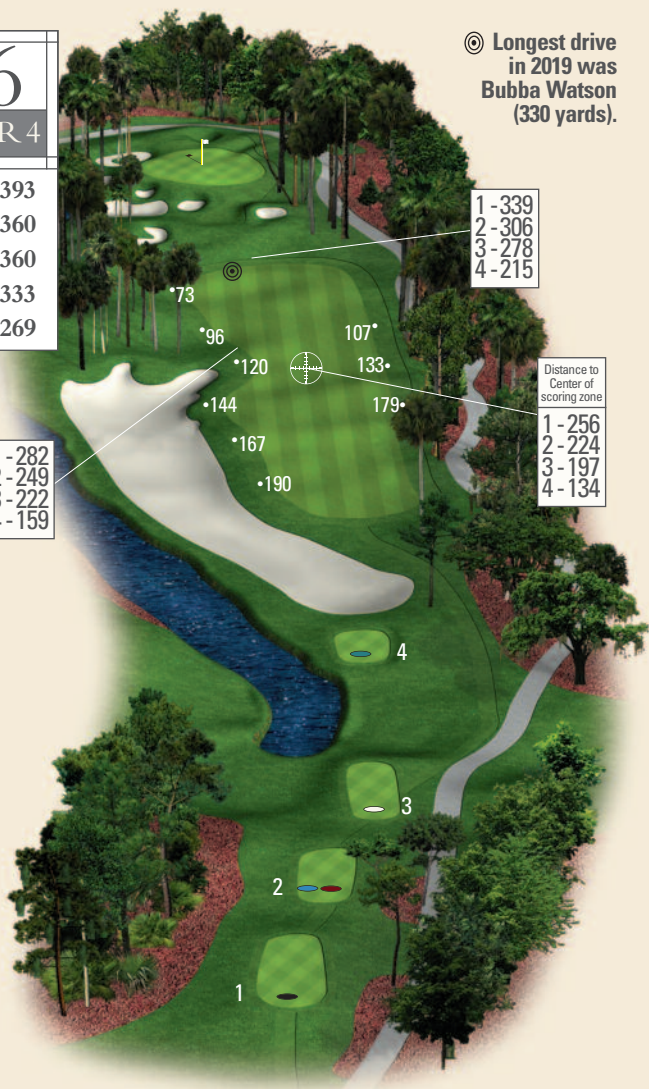 Longest drive
in 2019 was
Bubba Watson
(330 yards).
6
R 4
393
360
360
333
269
1 - 339
2 - 306
3 - 278
4 - 215
73
96
107
120
133
144
179
167
190
Distance to
Center of
scoring zone
1 - 256
2 - 224
3 - 197
4 - 134
- 282
- 249
- 222
- 159
4
3
2
1